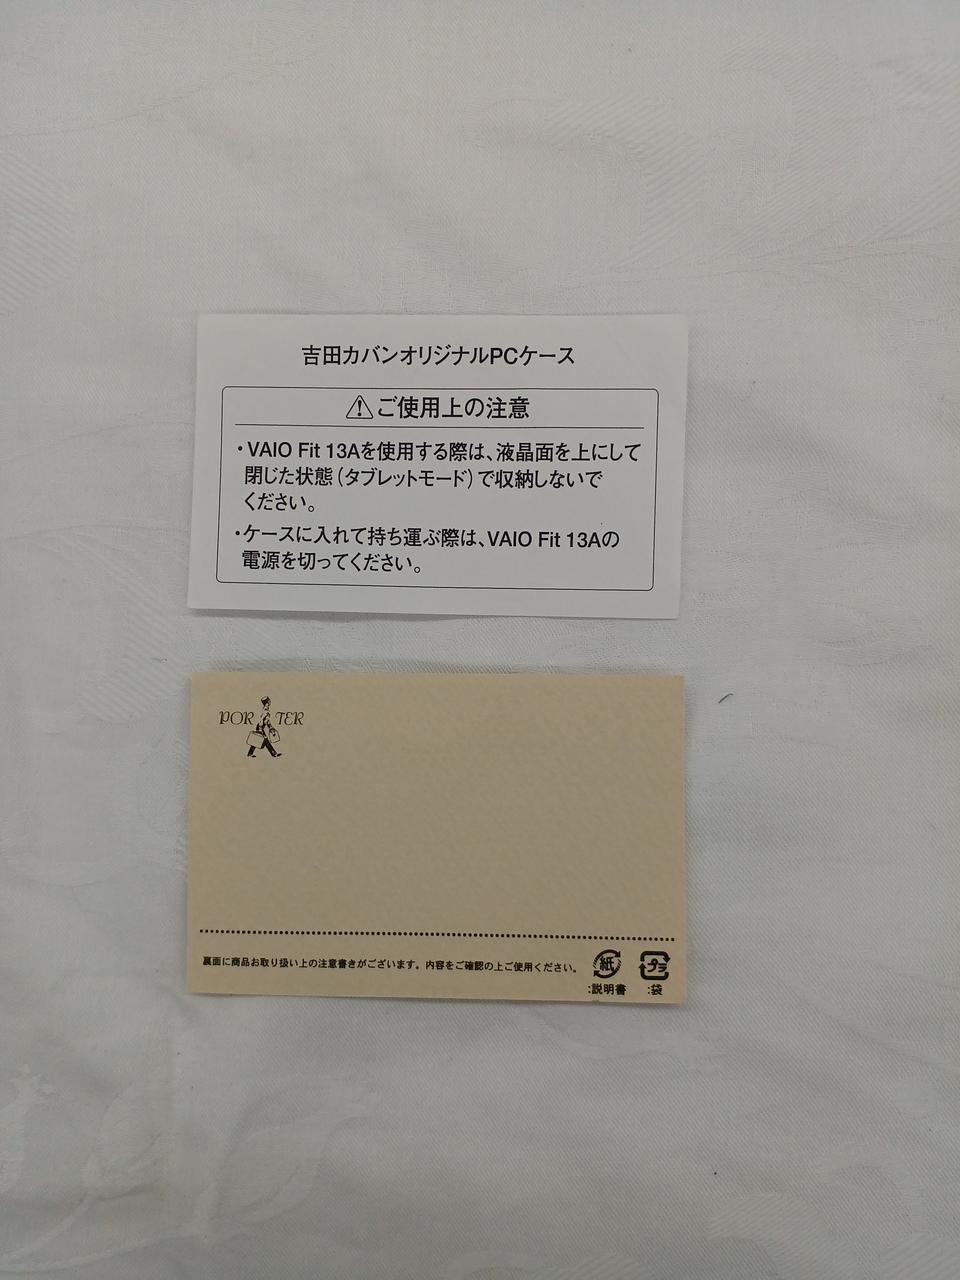 吉田カバンオリジナルPCケース
ご使用上の注意
・VAIO Fit 13Aを使用する際は、液晶面を上にして
閉じた状態（タブレットモード）で収納しないで
ください。
・ケースに入れて持ち運ぶ際は、VAIO Fit 13Aの
電源を切ってください。
PORTER
裏面に商品お取り扱い上の注意書きがございます。内容をご確認の上ご使用ください。
紙 プラ
:説明書 :袋